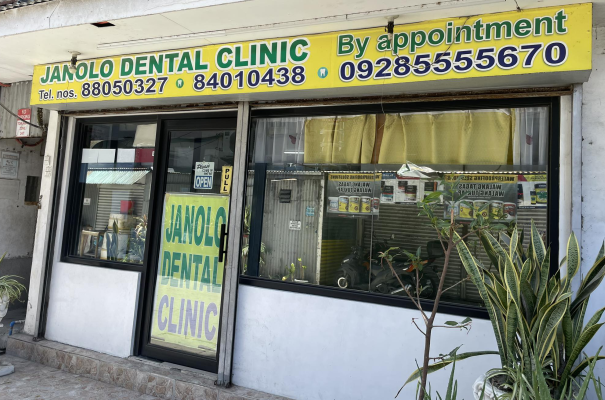 JANOLO DENTAL CLINIC
By appointment
Tel. nos. 88050327 • 84010438
09285555670
OPEN
PULL
JANOLO
DENTAL
CLINIC